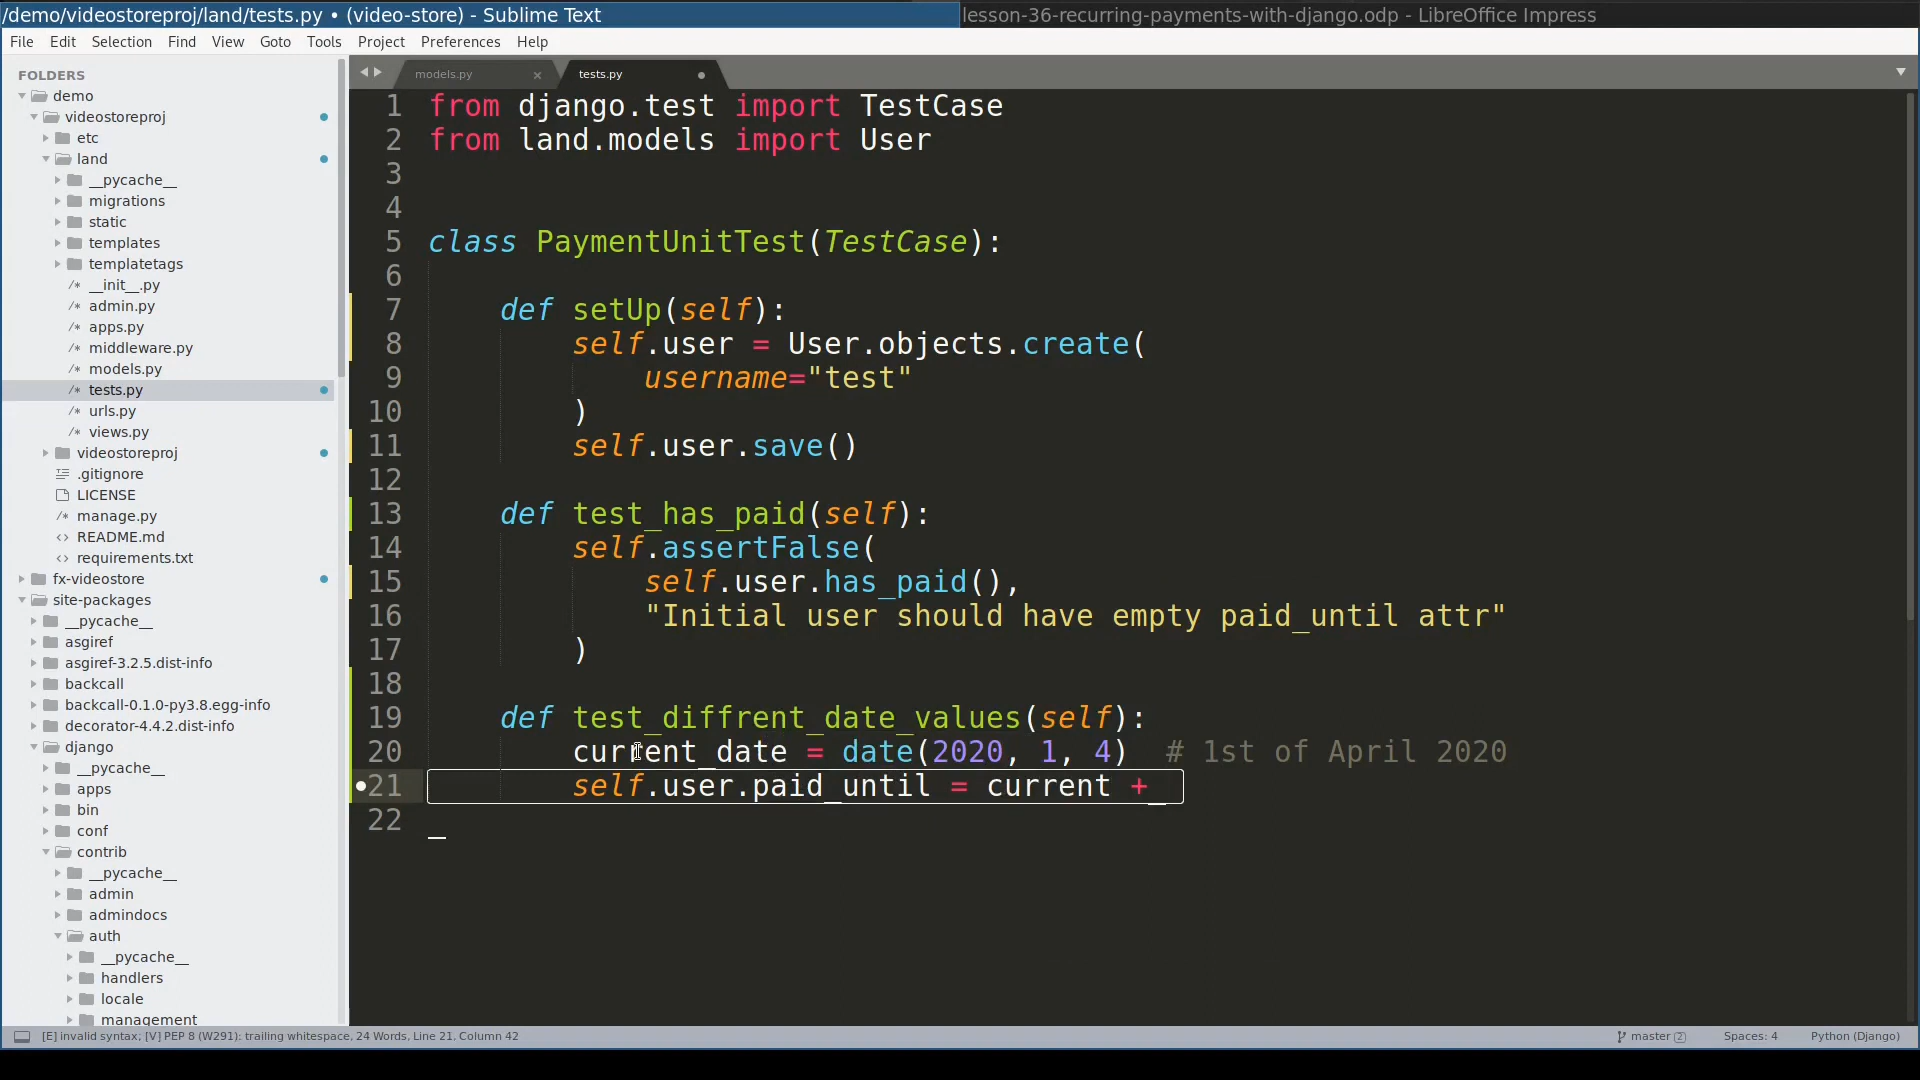 /demo/videostoreproj/land/tests.py • (video-store) - Sublime Text
lesson-36-recurring-payments-with-django.odp - LibreOffice Impress
File Edit Selection Find View Goto Tools Project Preferences Help
FOLDERS
demo
videostoreproj
etc
land
__pycache__
migrations
static
templates
templatetags
__init__.py
admin.py
apps.py
middleware.py
models.py
tests.py
urls.py
views.py
videostoreproj
.gitignore
LICENSE
manage.py
README.md
requirements.txt
fx-videostore
site-packages
__pycache__
asgiref
asgiref-3.2.5.dist-info
backcall
backcall-0.1.0-py3.8.egg-info
decorator-4.4.2.dist-info
django
__pycache__
apps
bin
conf
contrib
__pycache__
admin
admindocs
auth
__pycache__
handlers
locale
management
models.py
tests.py
1 from django.test import TestCase
2 from land.models import User
3
4
5 class PaymentUnitTest(TestCase):
6
7 def setUp(self):
8 self.user = User.objects.create(
9 username="test"
10 )
11 self.user.save()
12
13 def test_has_paid(self):
14 self.assertFalse(
15 self.user.has_paid(),
16 "Initial user should have empty paid_until attr"
17 )
18
19 def test_diffrent_date_values(self):
20 current_date = date(2020, 1, 4)  # 1st of April 2020
21 self.user.paid_until = current +
22
[E] invalid syntax; [V] PEP 8 (W291): trailing whitespace, 24 Words, Line 21, Column 42
master 2
Spaces: 4
Python (Django)